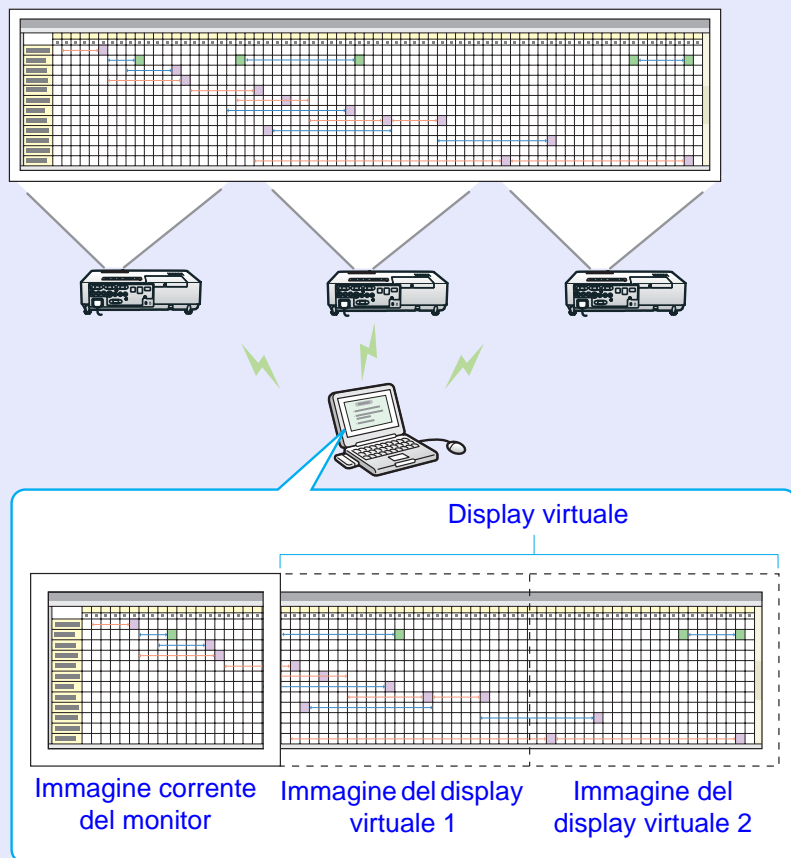 Display virtuale
Immagine corrente
del monitor
Immagine del display
virtuale 1
Immagine del
display virtuale 2